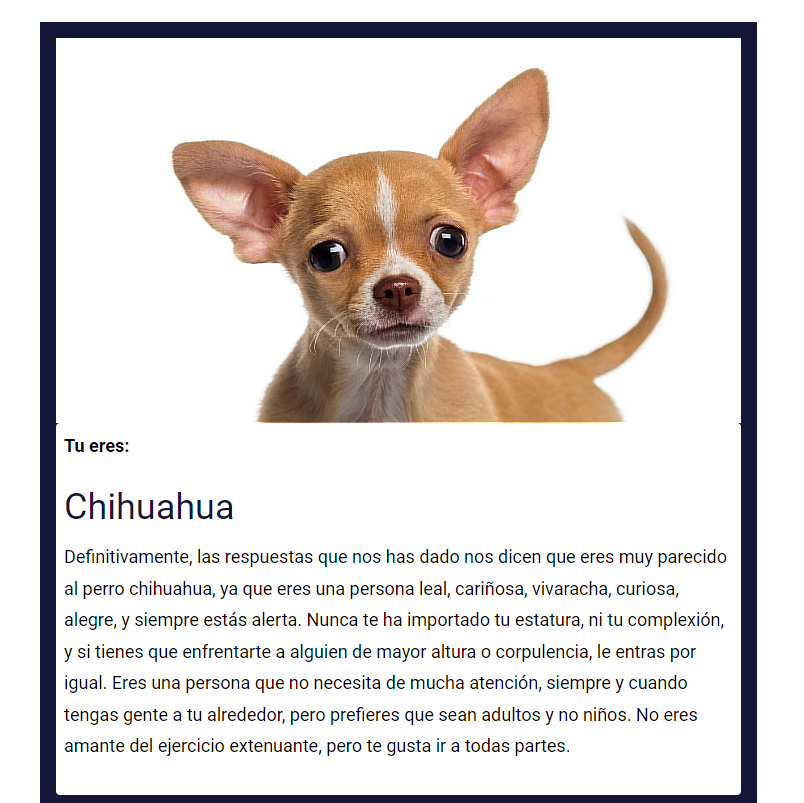 Tu eres:
Chihuahua
Definitivamente, las respuestas que nos has dado nos dicen que eres muy parecido
al perro chihuahua, ya que eres una persona leal, cariñosa, vivaracha, curiosa,
alegre, y siempre estás alerta. Nunca te ha importado tu estatura, ni tu complexión,
y si tienes que enfrentarte a alguien de mayor altura o corpulencia, le entras por
igual. Eres una persona que no necesita de mucha atención, siempre y cuando
tengas gente a tu alrededor, pero prefieres que sean adultos y no niños. No eres
amante del ejercicio extenuante, pero te gusta ir a todas partes.